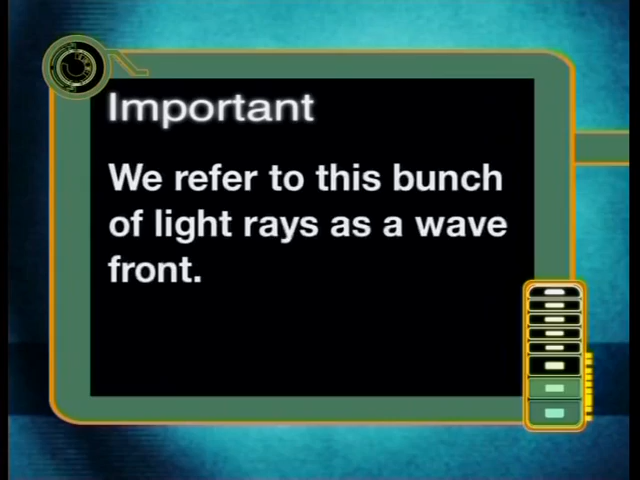 Important
We refer to this bunch
of light rays as a wave
front.